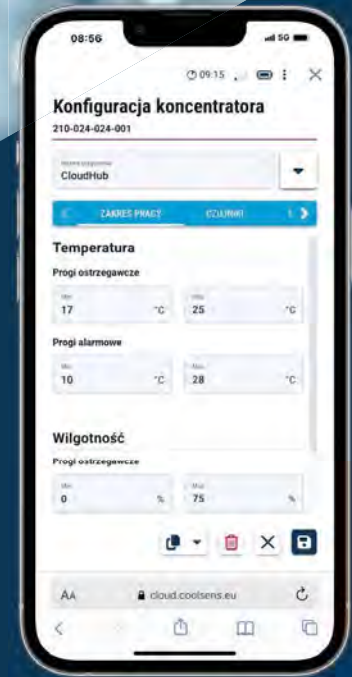 08:56 5G
09:15
Konfiguracja koncentratora
210-024-024-001
CloudHub
ZAKRES PRACY CZUJNIKI
Temperatura
Progi ostrzegawcze
Min Max
17 °C 25 °C
Progi alarmowe
Min Max
10 °C 28 °C
Wilgotność
Progi ostrzegawcze
Min Max
0 % 75 %
AA cloud.coolsens.eu